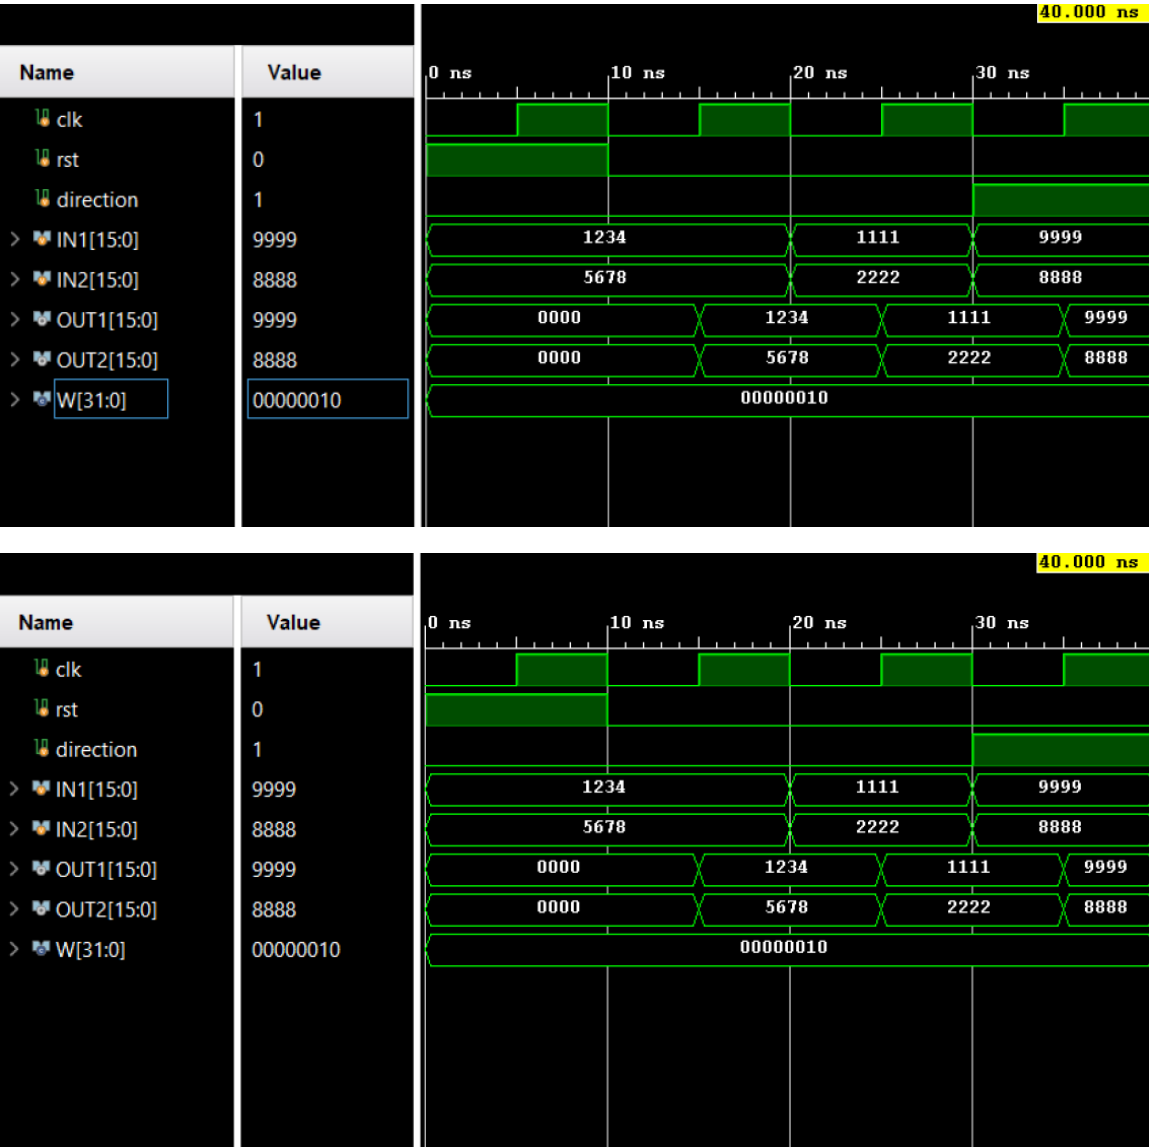 40.000 ns
Name Value 0 ns 10 ns 20 ns 30 ns
clk 1
rst 0
direction 1
IN1[15:0] 9999 1234 1111 9999
IN2[15:0] 8888 5678 2222 8888
OUT1[15:0] 9999 0000 1234 1111 9999
OUT2[15:0] 8888 0000 5678 2222 8888
W[31:0] 00000010 00000010
40.000 ns
Name Value 0 ns 10 ns 20 ns 30 ns
clk 1
rst 0
direction 1
IN1[15:0] 9999 1234 1111 9999
IN2[15:0] 8888 5678 2222 8888
OUT1[15:0] 9999 0000 1234 1111 9999
OUT2[15:0] 8888 0000 5678 2222 8888
W[31:0] 00000010 00000010